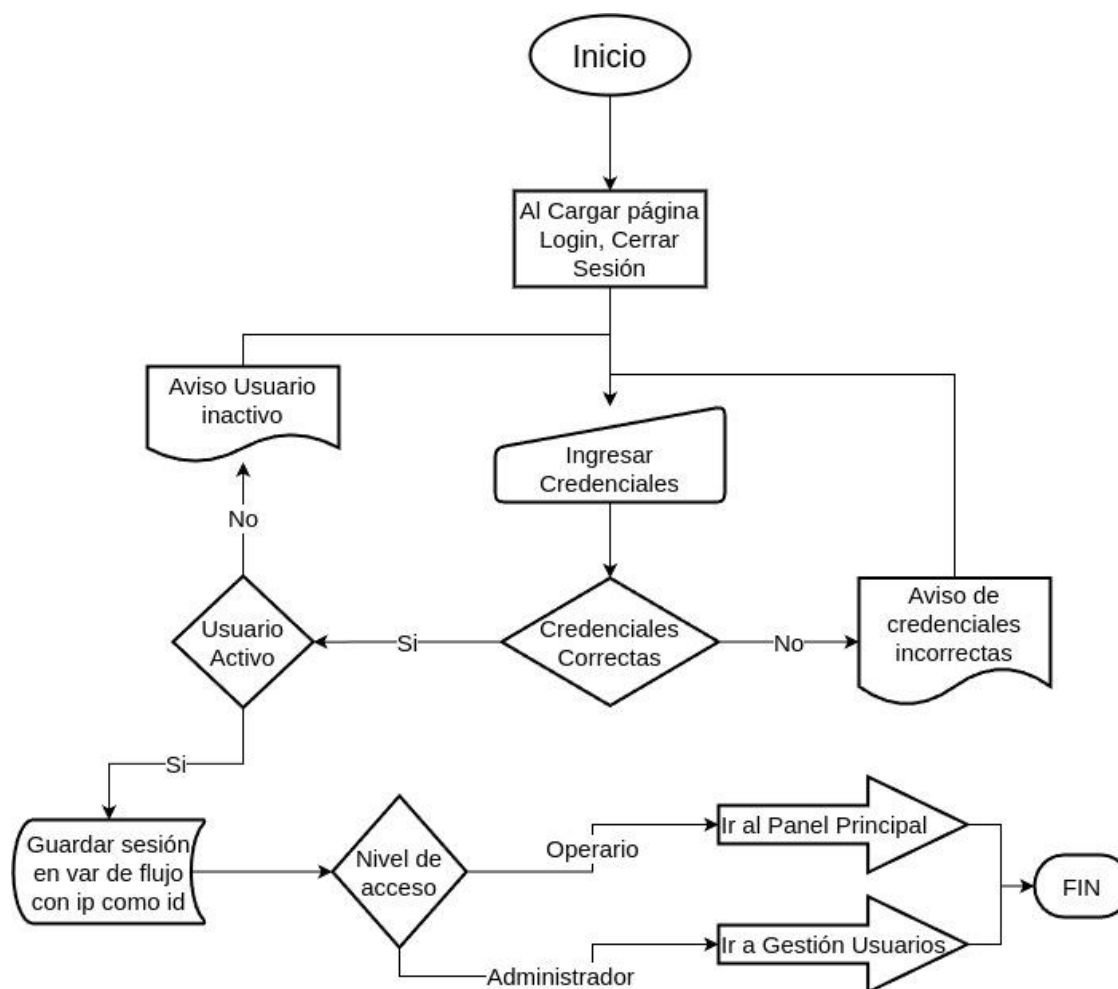 Inicio
Al Cargar página
Login, Cerrar
Sesión
Aviso Usuario
inactivo
Ingresar
Credenciales
No
Usuario
Activo
Si
Credenciales
Correctas
No
Aviso de
credenciales
incorrectas
Si
Guardar sesión
en var de flujo
con ip como id
Nivel de
acceso
Operario
Ir al Panel Principal
FIN
Administrador
Ir a Gestión Usuarios